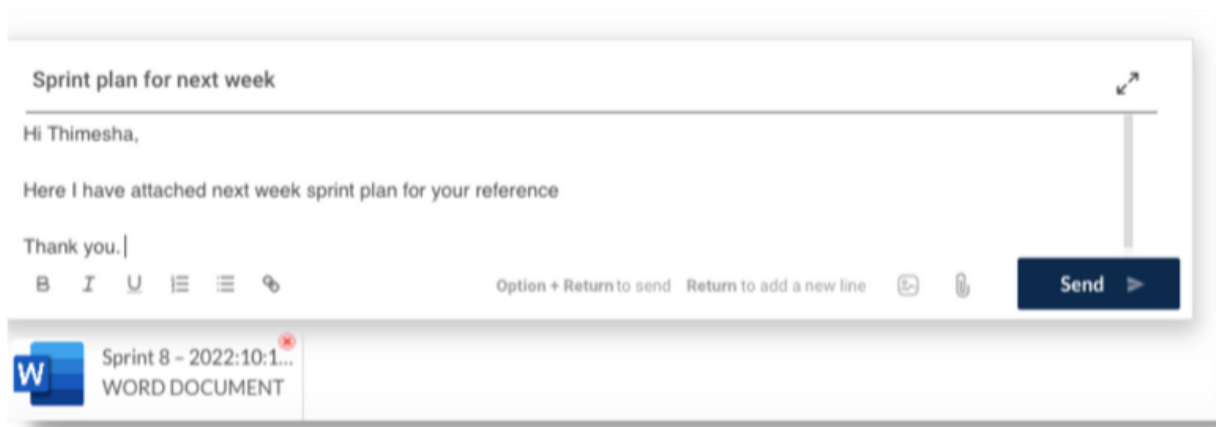 Sprint plan for next week
Hi Thimesha,
Here I have attached next week sprint plan for your reference
Thank you.
B I U Option + Return to send Return to add a new line Send
Sprint 8 – 2022:10:1...
W
WORD DOCUMENT